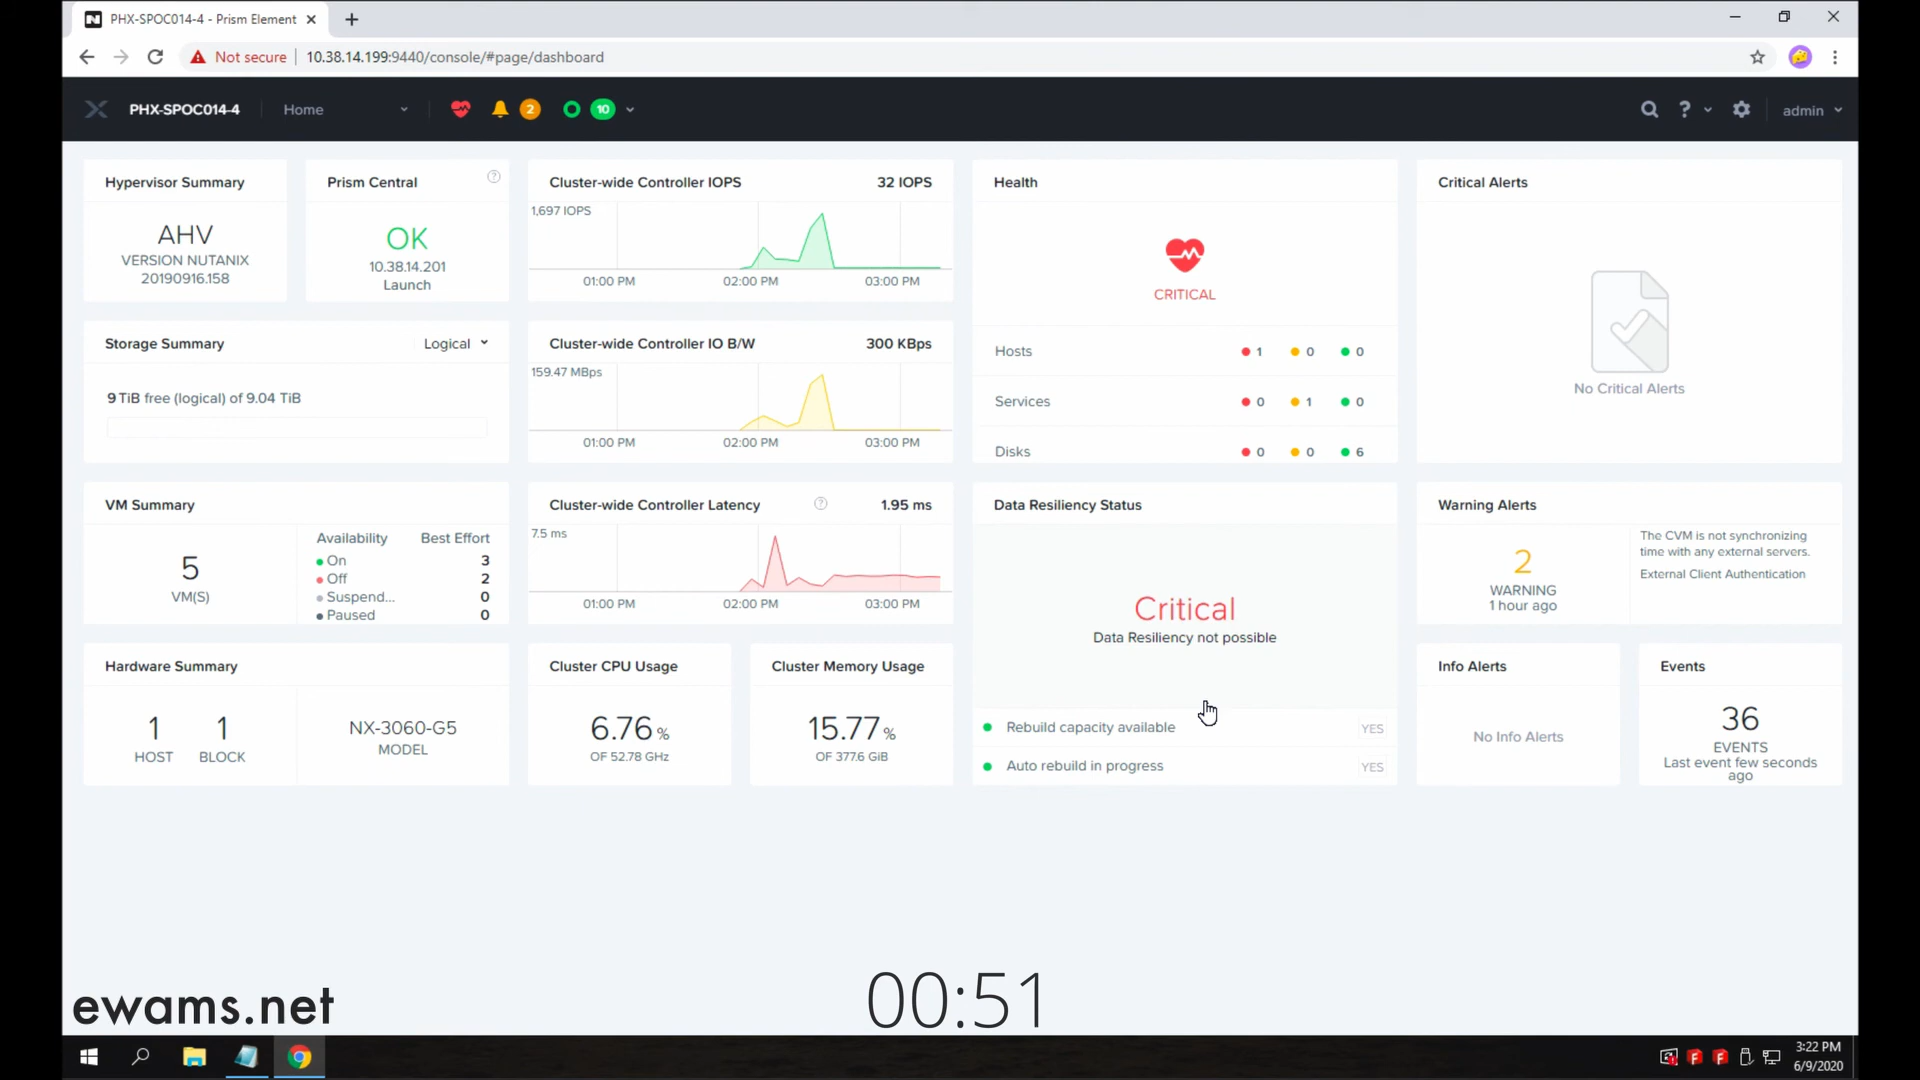 PHX-SPOC014-4 - Prism Element
Not secure
10.38.14.199:9440/console/#page/dashboard
PHX-SPOC014-4
Home
2
10
?
admin
Hypervisor Summary
AHV
VERSION NUTANIX
20190916.158
Prism Central
?
OK
10.38.14.201
Launch
Cluster-wide Controller IOPS
32 IOPS
1,697 IOPS
01:00 PM
02:00 PM
03:00 PM
Health
CRITICAL
Hosts
1
0
0
Services
0
1
0
Disks
0
0
6
Critical Alerts
No Critical Alerts
Storage Summary
Logical
9 TiB free (logical) of 9.04 TiB
Cluster-wide Controller IO B/W
300 KBps
159.47 MBps
01:00 PM
02:00 PM
03:00 PM
VM Summary
5
VM(S)
Availability
Best Effort
On
3
Off
2
Suspend...
0
Paused
0
Cluster-wide Controller Latency
?
1.95 ms
7.5 ms
01:00 PM
02:00 PM
03:00 PM
Data Resiliency Status
Critical
Data Resiliency not possible
Rebuild capacity available
YES
Auto rebuild in progress
YES
Warning Alerts
2
WARNING
1 hour ago
The CVM is not synchronizing
time with any external servers.
External Client Authentication
Hardware Summary
1
HOST
1
BLOCK
NX-3060-G5
MODEL
Cluster CPU Usage
6.76 %
OF 52.78 GHz
Cluster Memory Usage
15.77 %
OF 377.6 GiB
Info Alerts
No Info Alerts
Events
36
EVENTS
Last event few seconds
ago
ewams.net
00:51
3:22 PM
6/9/2020